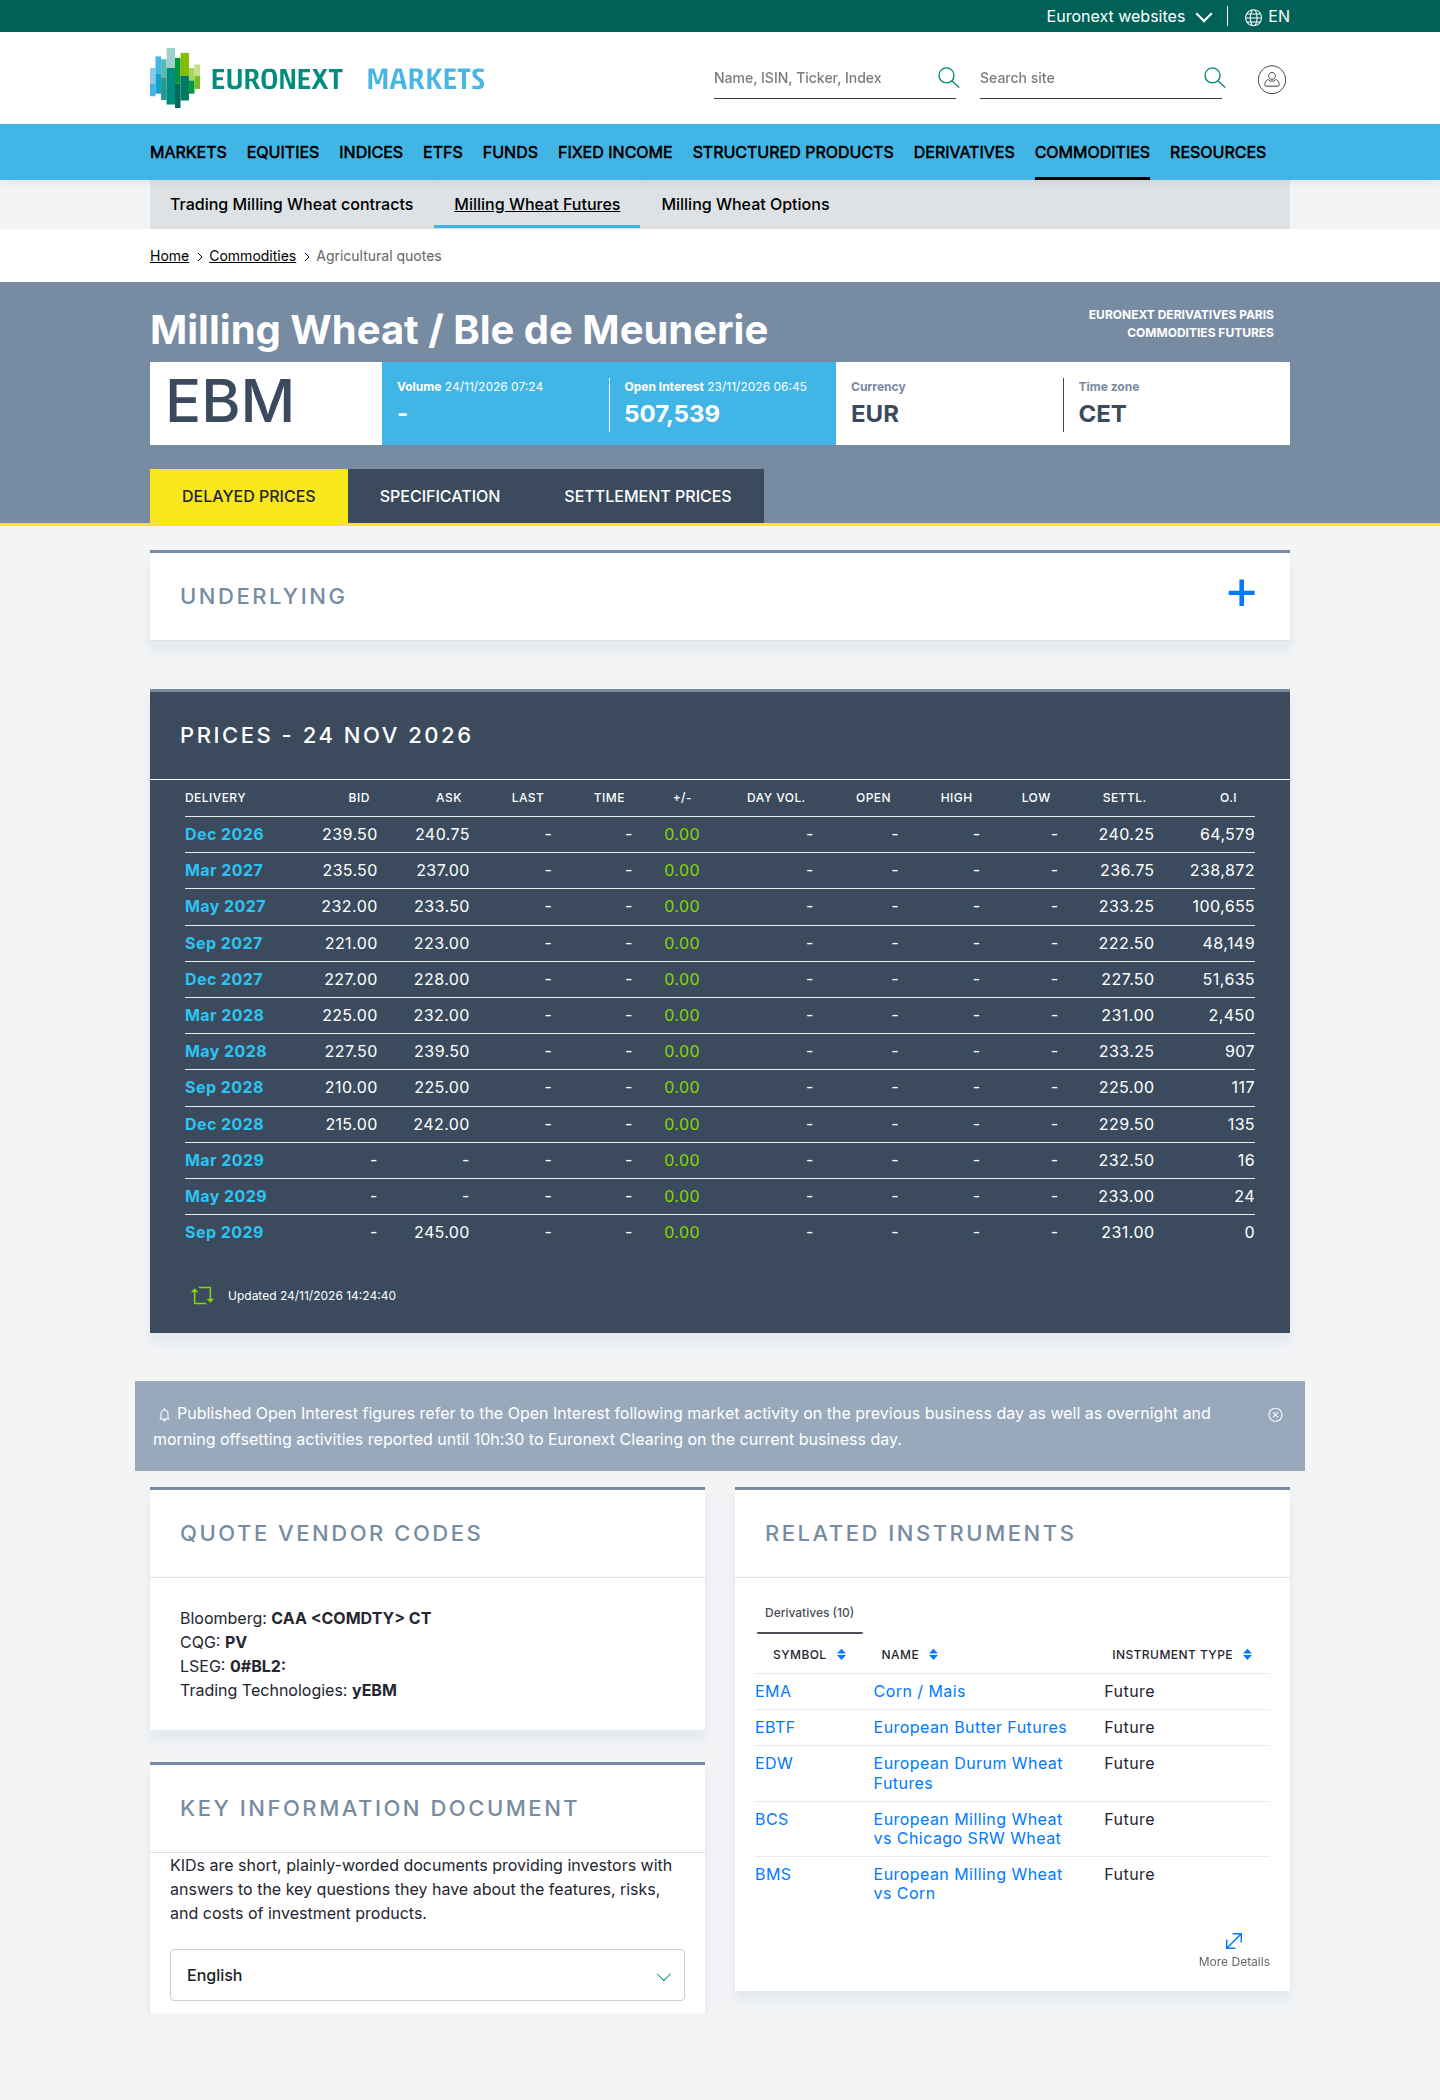 Euronext websites EN
EURONEXT MARKETS
Name, ISIN, Ticker, Index
Search site
MARKETS EQUITIES INDICES ETFS FUNDS FIXED INCOME STRUCTURED PRODUCTS DERIVATIVES COMMODITIES RESOURCES
Trading Milling Wheat contracts Milling Wheat Futures Milling Wheat Options
Home Commodities Agricultural quotes
Milling Wheat / Ble de Meunerie
EURONEXT DERIVATIVES PARIS
COMMODITIES FUTURES
EBM
Volume 24/11/2026 07:24
-
Open Interest 23/11/2026 06:45
507,539
Currency
EUR
Time zone
CET
DELAYED PRICES SPECIFICATION SETTLEMENT PRICES
UNDERLYING
PRICES - 24 NOV 2026
DELIVERY BID ASK LAST TIME +/- DAY VOL. OPEN HIGH LOW SETTL. O.I
Dec 2026 239.50 240.75 - - 0.00 - - - - 240.25 64,579
Mar 2027 235.50 237.00 - - 0.00 - - - - 236.75 238,872
May 2027 232.00 233.50 - - 0.00 - - - - 233.25 100,655
Sep 2027 221.00 223.00 - - 0.00 - - - - 222.50 48,149
Dec 2027 227.00 228.00 - - 0.00 - - - - 227.50 51,635
Mar 2028 225.00 232.00 - - 0.00 - - - - 231.00 2,450
May 2028 227.50 239.50 - - 0.00 - - - - 233.25 907
Sep 2028 210.00 225.00 - - 0.00 - - - - 225.00 117
Dec 2028 215.00 242.00 - - 0.00 - - - - 229.50 135
Mar 2029 - - - - 0.00 - - - - 232.50 16
May 2029 - - - - 0.00 - - - - 233.00 24
Sep 2029 - 245.00 - - 0.00 - - - - 231.00 0
Updated 24/11/2026 14:24:40
Published Open Interest figures refer to the Open Interest following market activity on the previous business day as well as overnight and
morning offsetting activities reported until 10h:30 to Euronext Clearing on the current business day.
QUOTE VENDOR CODES
Bloomberg: CAA <COMDTY> CT
CQG: PV
LSEG: 0#BL2:
Trading Technologies: yEBM
KEY INFORMATION DOCUMENT
KIDs are short, plainly-worded documents providing investors with
answers to the key questions they have about the features, risks,
and costs of investment products.
English
RELATED INSTRUMENTS
Derivatives (10)
SYMBOL NAME INSTRUMENT TYPE
EMA Corn / Mais Future
EBTF European Butter Futures Future
EDW European Durum Wheat Future
Futures
BCS European Milling Wheat Future
vs Chicago SRW Wheat
BMS European Milling Wheat Future
vs Corn
More Details